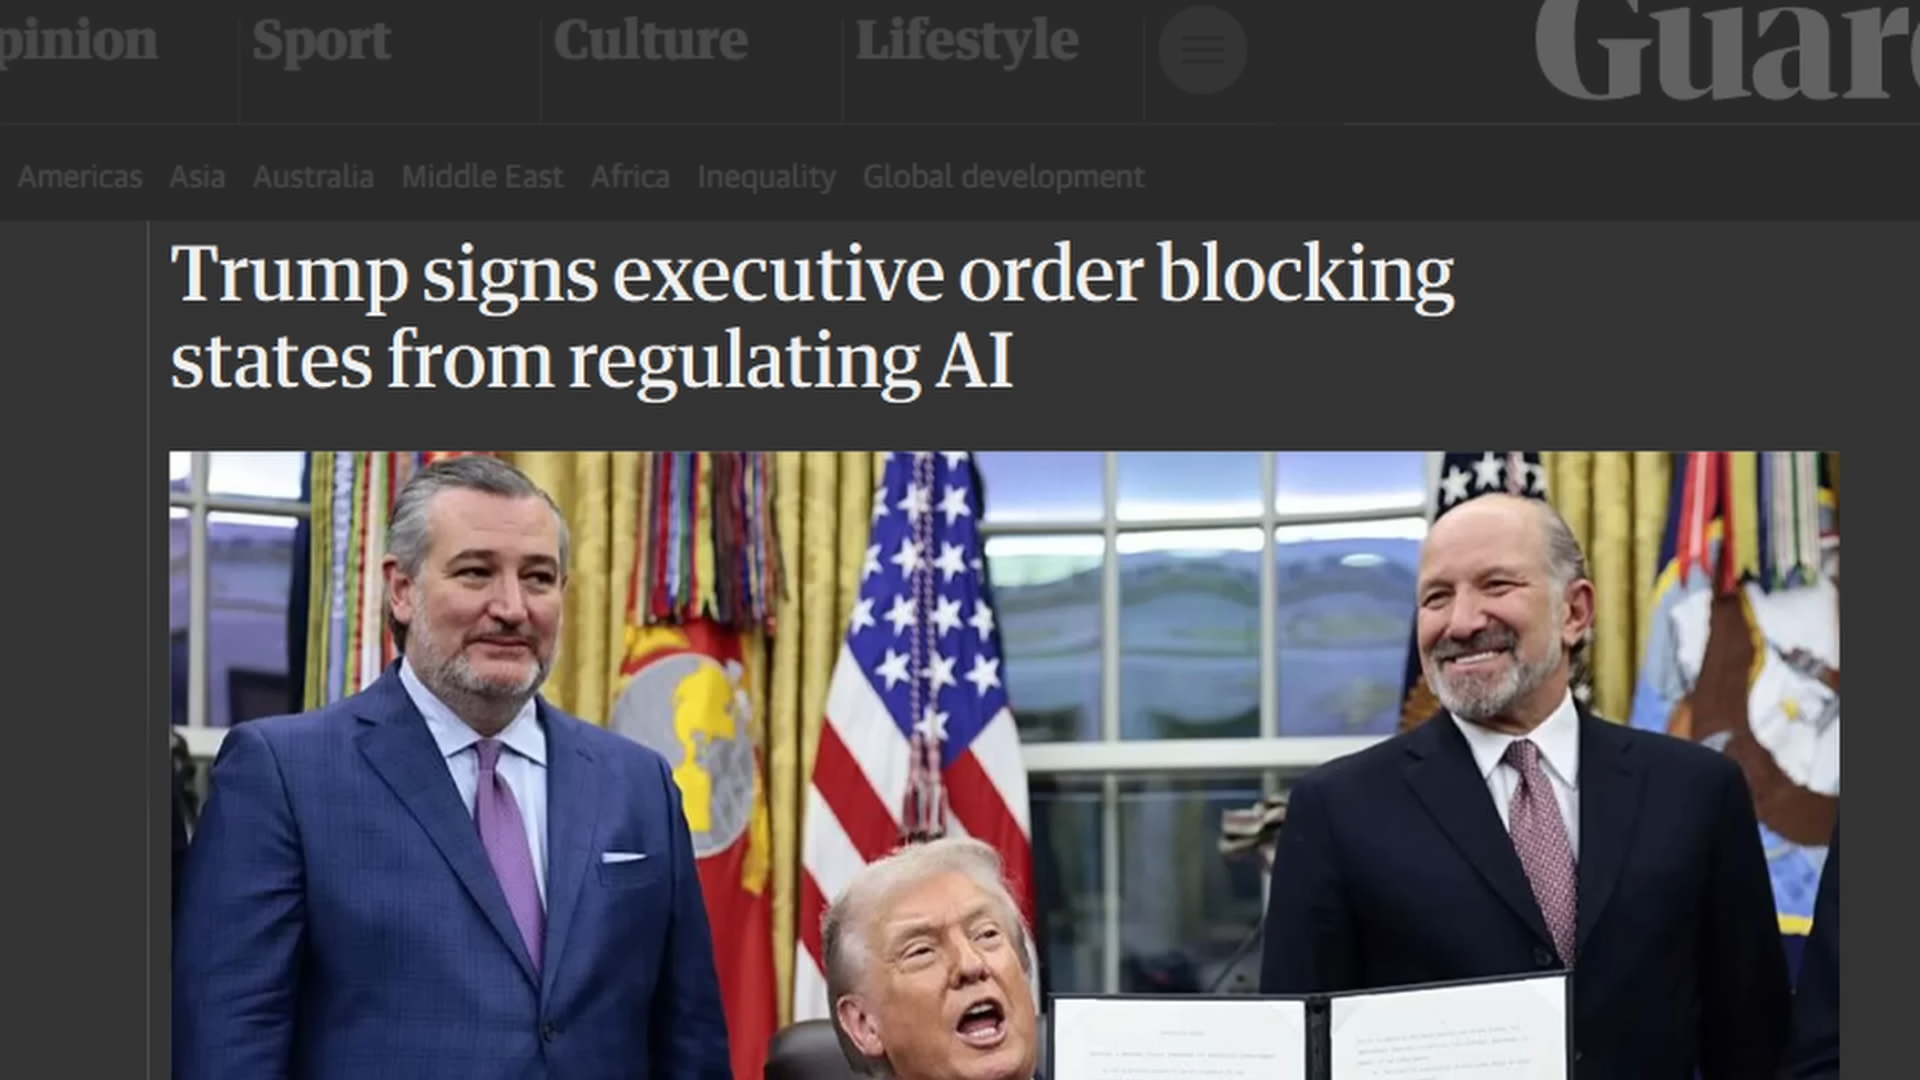 pinion Sport Culture Lifestyle
Guar
Americas Asia Australia Middle East Africa Inequality Global development
Trump signs executive order blocking
states from regulating AI